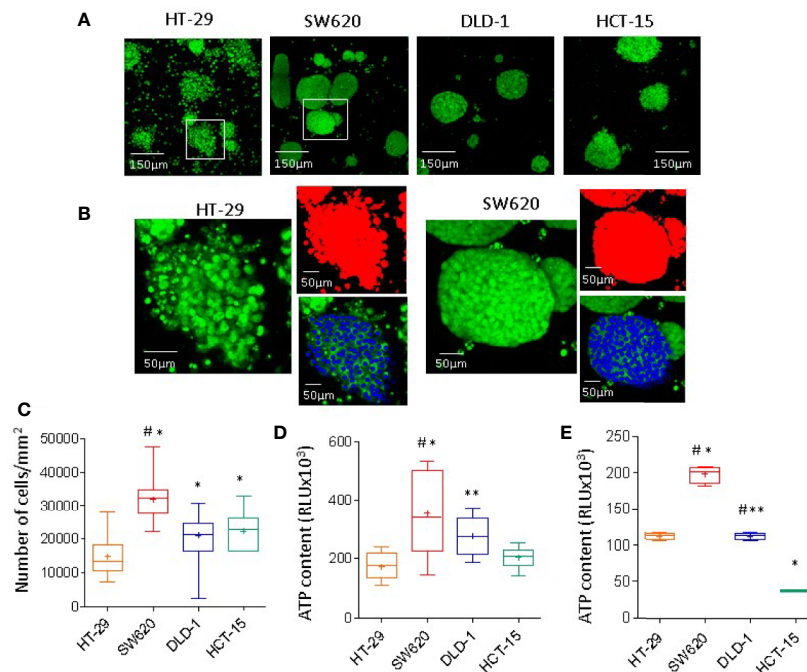 A
HT-29
SW620
DLD-1
HCT-15
150µm
150µm
150µm
150µm
B
HT-29
SW620
50µm
50µm
50µm
50µm
50µm
50µm
C
Number of cells/mm²
50000
40000
30000
20000
10000
0
# *
*
*
HT-29
SW620
DLD-1
HCT-15
D
ATP content (RLUx10³)
600
400
200
0
# *
**
HT-29
SW620
DLD-1
HCT-15
E
ATP content (RLUx10³)
250
200
150
100
50
0
# *
#**
*
HT-29
SW620
DLD-1
HCT-15